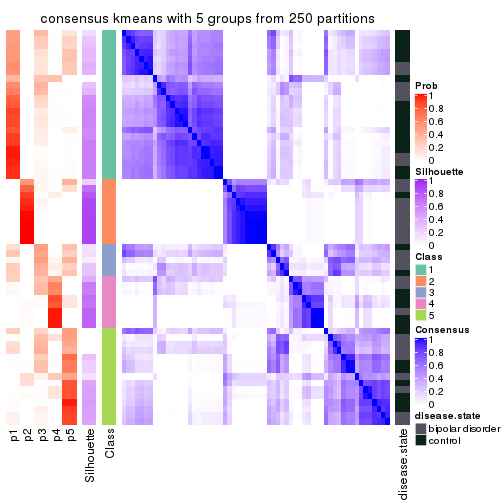 consensus kmeans with 5 groups from 250 partitions
Prob
1
0.8
0.6
0.4
0.2
0
Silhouette
1
0.8
0.6
0.4
0.2
0
Class
1
2
3
4
5
Consensus
1
0.8
0.6
0.4
0.2
0
disease.state
bipolar disorder
control
p1
p2
p3
p4
p5
Silhouette
Class
disease.state